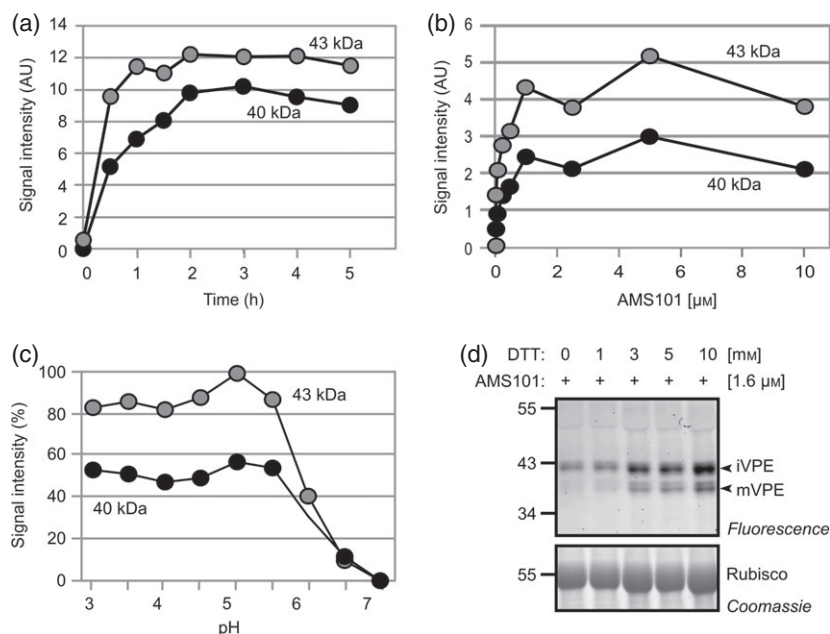 (a)
Signal intensity (AU)
14
12
10
8
6
4
2
0
43 kDa
40 kDa
0 1 2 3 4 5
Time (h)
(b)
Signal intensity (AU)
6
5
4
3
2
1
0
43 kDa
40 kDa
0 2 4 6 8 10
AMS101 [µM]
(c)
Signal intensity (%)
100
80
60
40
20
0
43 kDa
40 kDa
3 4 5 6 7
pH
(d)
DTT: 0 1 3 5 10 [mM]
AMS101: + + + + + [1.6 µM]
55
43
34
iVPE
mVPE
Fluorescence
55
Rubisco
Coomassie